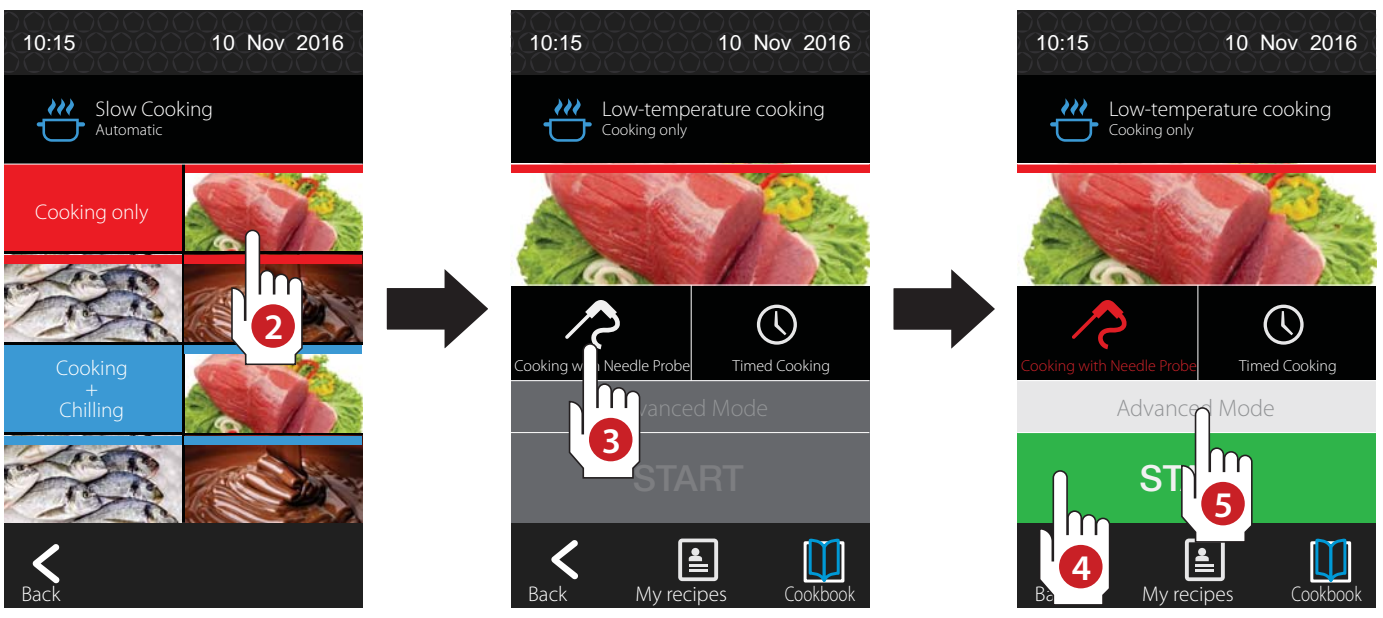 10:15 10 Nov 2016
Slow Cooking
Automatic
Cooking only
2
Cooking
+
Chilling
Back
10:15 10 Nov 2016
Low-temperature cooking
Cooking only
Cooking Needle Probe
Timed Cooking
Mode
3
START
Back
My recipes
Cookbook
10:15 10 Nov 2016
Low-temperature cooking
Cooking only
Cooking with Needle Probe
Timed Cooking
Advanced Mode
5
4
My recipes
Cookbook